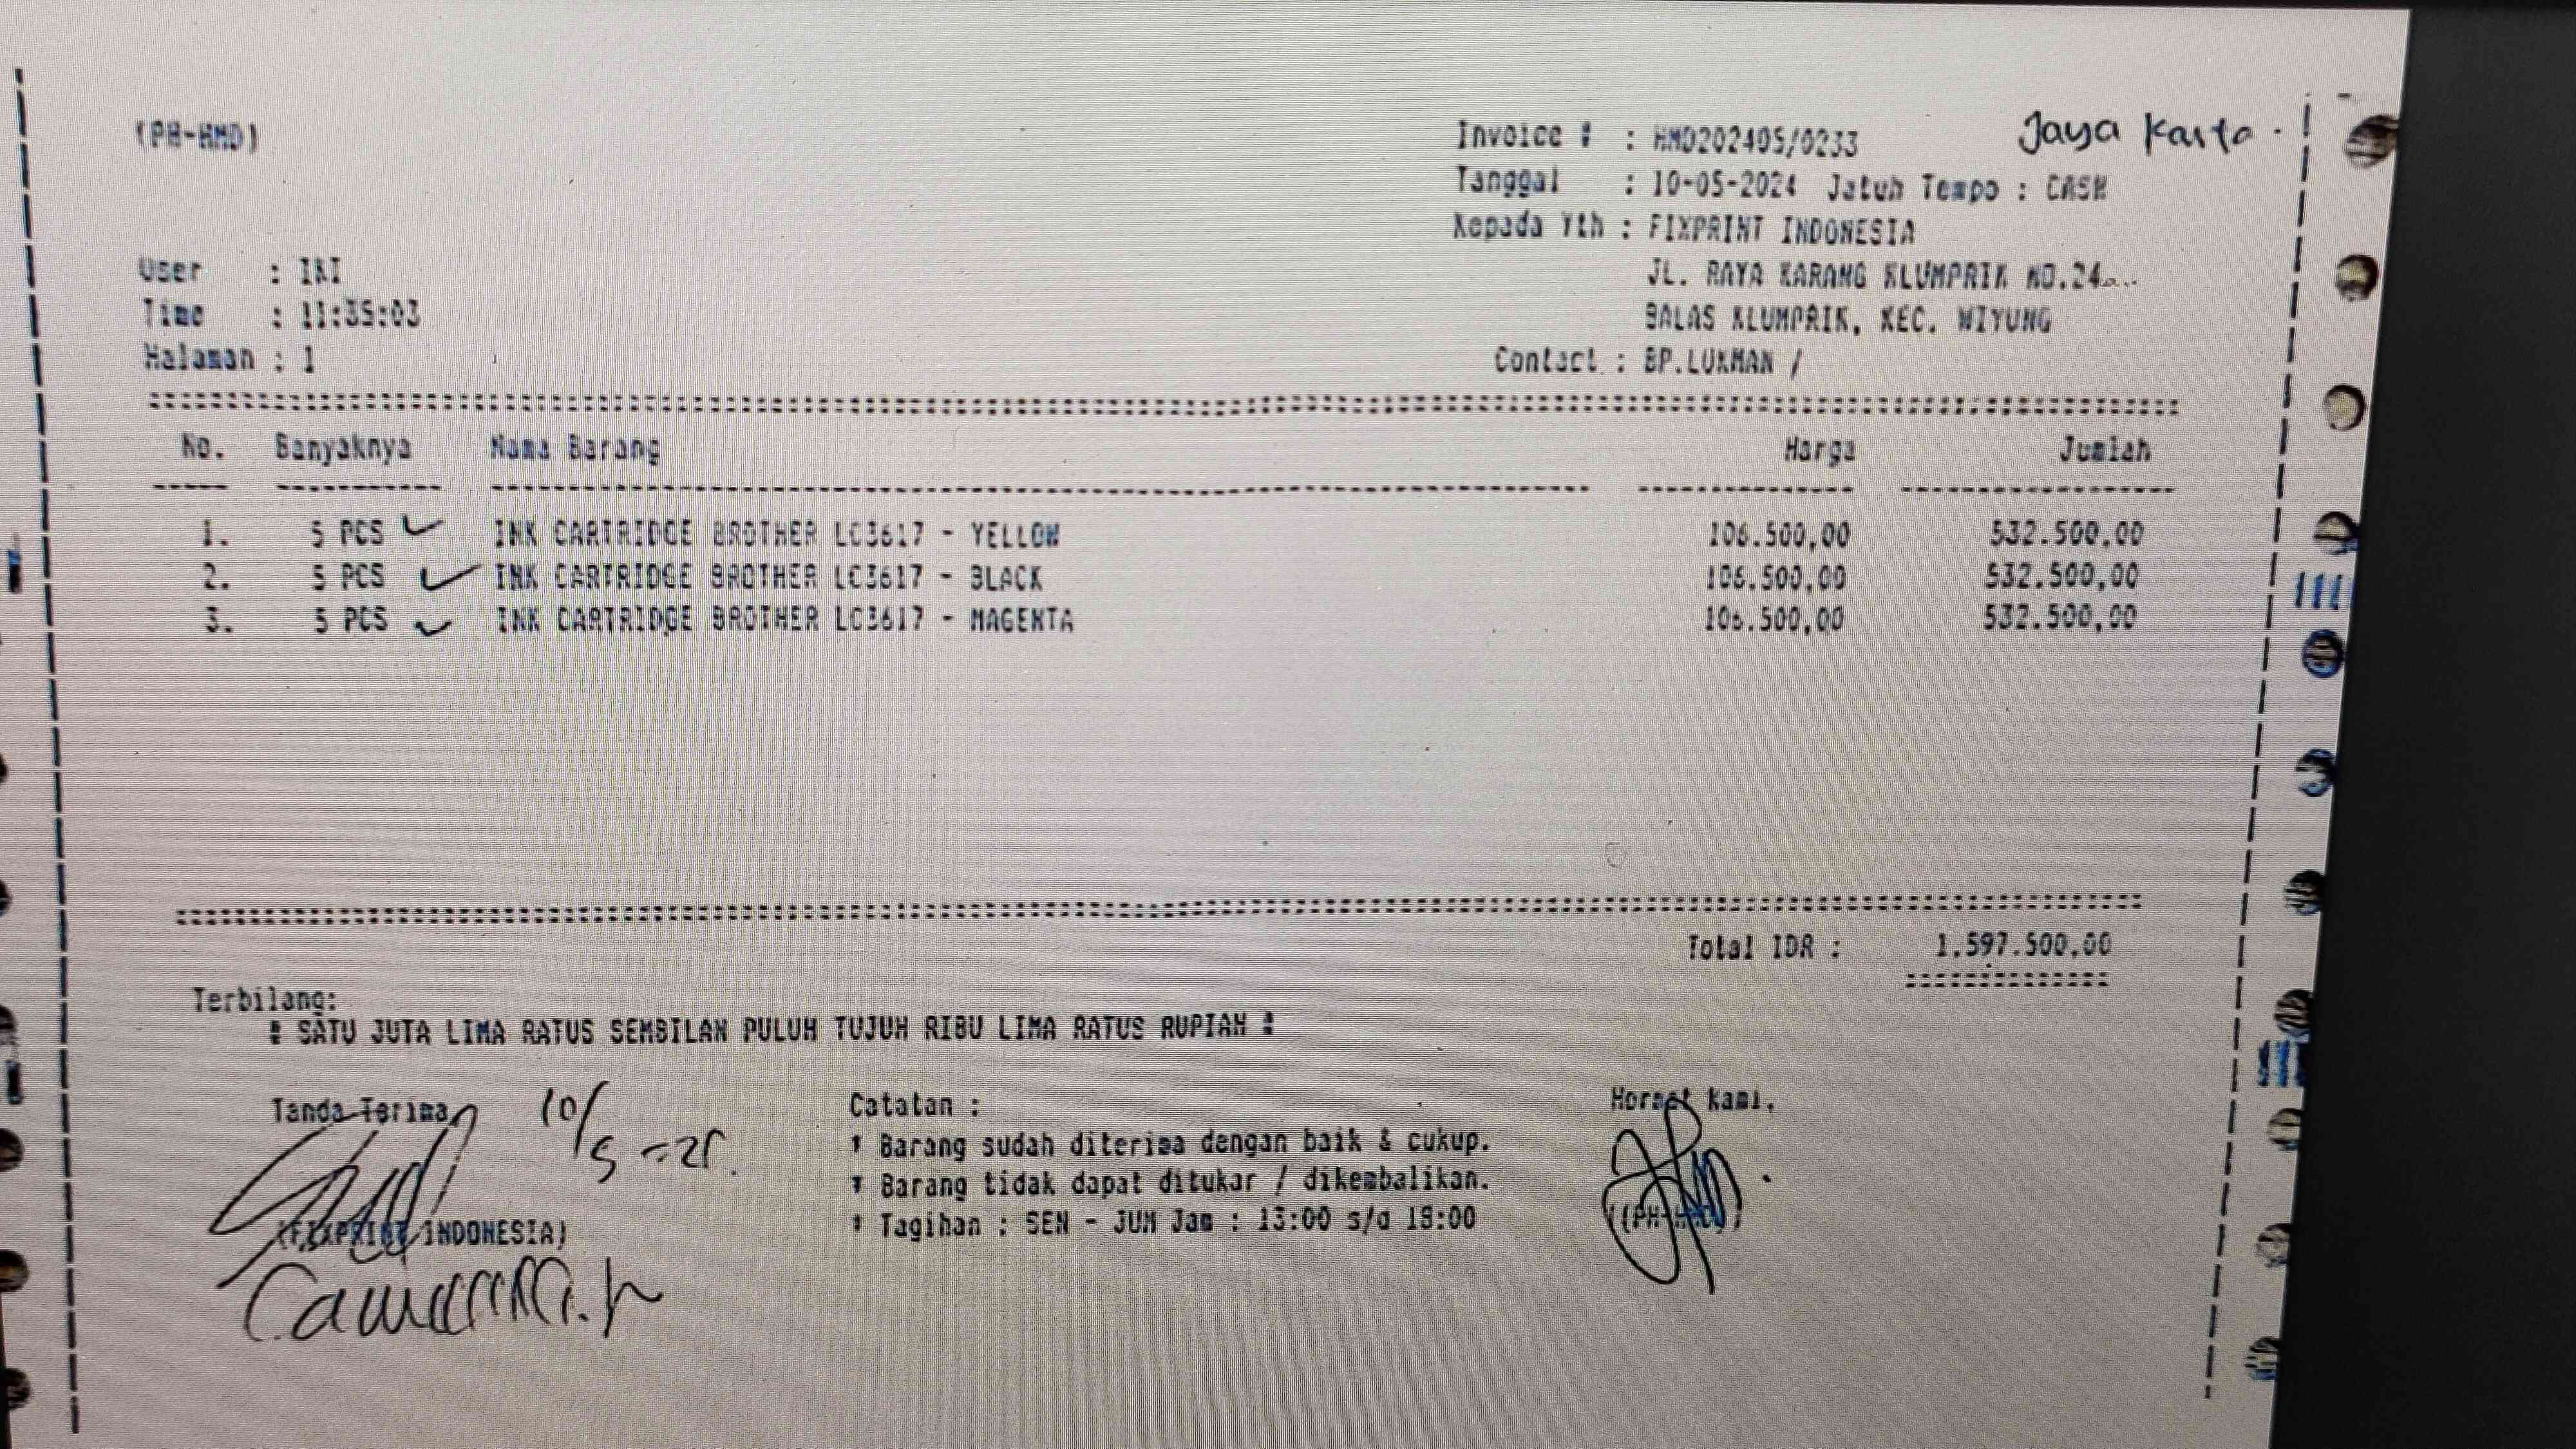 (PH-HMD)
Invoice # : HMD202405/0233
Jaya Karta.
Tanggal : 10-05-2024 Jatuh Tempo : CASH
Kepada Yth : FIXPRINT INDONESIA
JL. RAYA KARANG KLUMPRIK NO.24
BALAS KLUMPRIK, KEC. WIYUNG
Contact : BP.LUKMAN /
User :
Time : 11:35:03
Halaman : 1
No. Banyaknya Nama Barang Harga Jumlah
1. 5 PCS INK CARTRIDGE BROTHER LC3617 - YELLOW 106.500,00 532.500,00
2. 5 PCS INK CARTRIDGE BROTHER LC3617 - BLACK 106.500,00 532.500,00
3. 5 PCS INK CARTRIDGE BROTHER LC3617 - MAGENTA 106.500,00 532.500,00
Total IDR : 1.597.500,00
Terbilang:
# SATU JUTA LIMA RATUS SEMBILAN PULUH TUJUH RIBU LIMA RATUS RUPIAH #
Tanda Terima
10/5
(FIXPRINT INDONESIA)
Catatan :
* Barang sudah diterima dengan baik & cukup.
* Barang tidak dapat ditukar / dikembalikan.
* Tagihan : SEN - JUM Jam : 13:00 s/d 18:00
Hormat kami,
(PH-HMD)